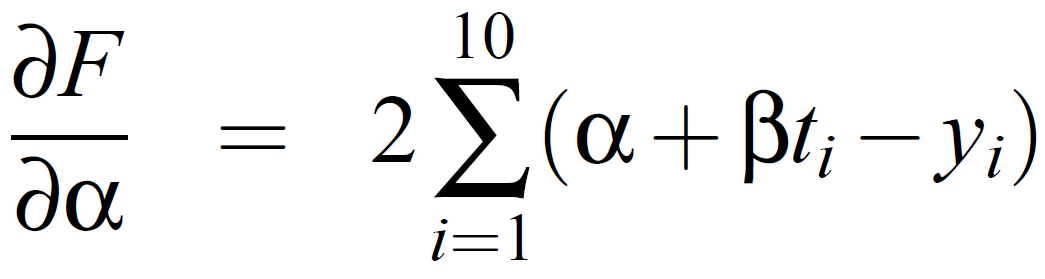 ∂F/∂α = 2 ∑_{i=1}^{10} (α + βt_i − y_i)